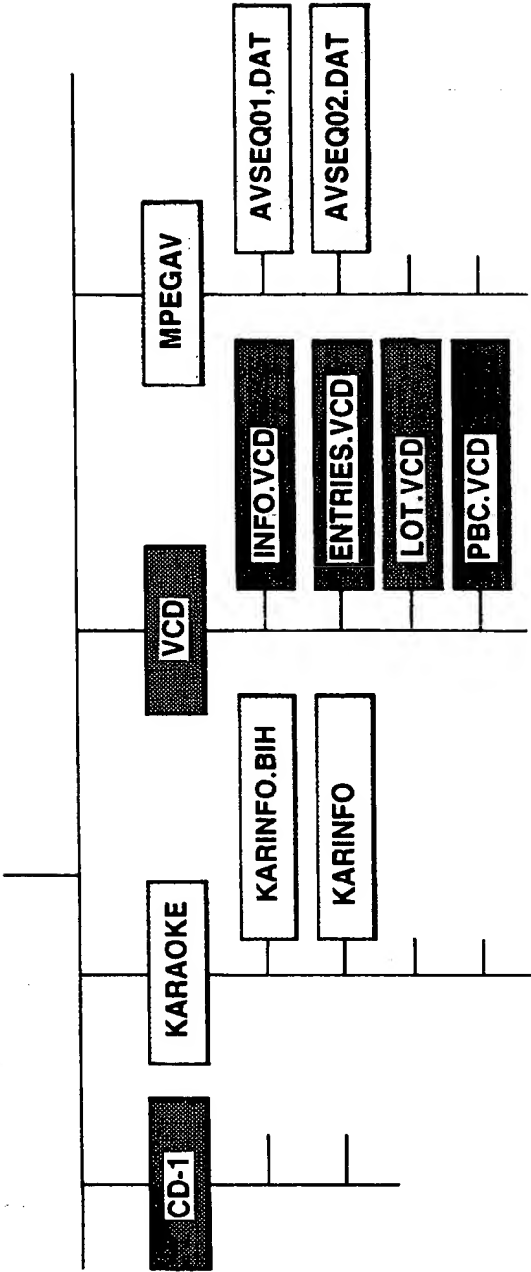 CD-1
KARAOKE
KARINFO.BIH
KARINFO
VCD
INFO.VCD
ENTRIES.VCD
LOT.VCD
PBC.VCD
MPEGAV
AVSEQ01,DAT
AVSEQ02.DAT